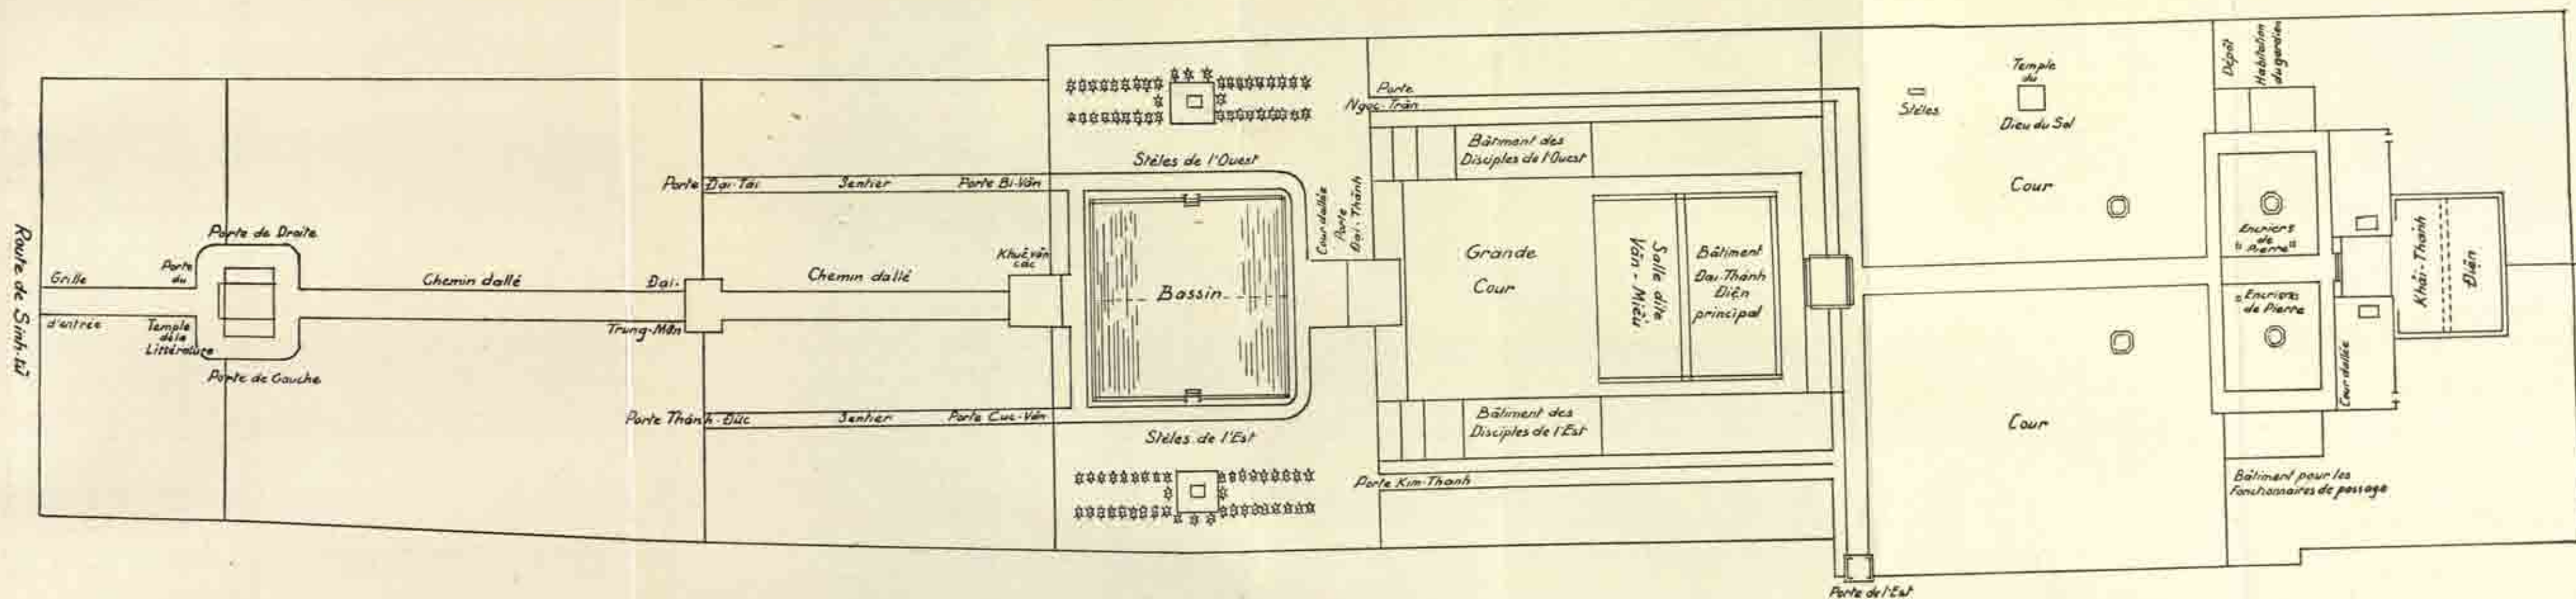 Route de Sinh-tù
Grille
d'entrée
Porte
du
Temple
de la
Littérature
Porte de Droite
Porte de Gauche
Chemin dallé
Đại-
Trung-Môn
Porte Đại-Tài
Sentier
Porte Bi-Văn
Chemin dallé
Khuê văn
các
Porte Thánh-Đức
Sentier
Porte Cuc-Văn
Stèles de l'Ouest
Bassin
Stèles de l'Est
Cour dallée
Porte
Đại-Thành
Porte
Ngọc-Trân
Bâtiment des
Disciples de l'Ouest
Grande
Cour
Salle dite
Văn-Miếu
Bâtiment
Đại-Thành
Điện
principal
Bâtiment des
Disciples de l'Est
Porte Kim-Thanh
Porte de l'Est
Stèles
Temple
du
Dieu du Sol
Cour
Cour
Dépôt
Habitation
du gardien
Encriers
de
"Pierre"
"Encriers
de Pierre
Cour dallée
Khải-Thánh
Điện
Bâtiment pour les
Fonctionnaires de passage